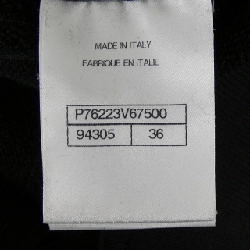 MADE IN ITALY
FABRIQUE EN ITALIE
P76223V67500
94305 36